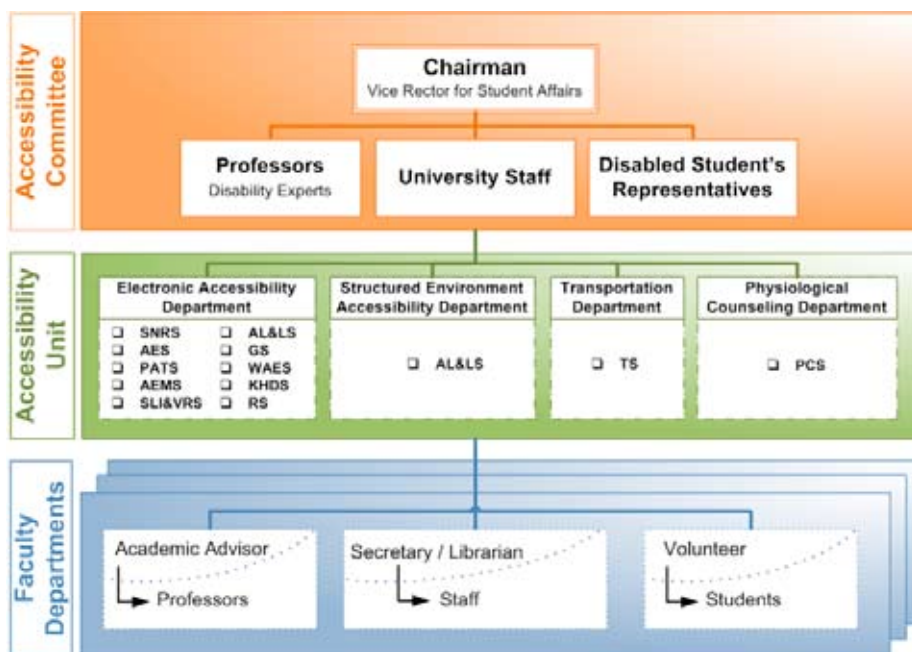 Accessibility
Committee
Chairman
Vice Rector for Student Affairs
Professors
Disability Experts
University Staff
Disabled Student's
Representatives
Accessibility
Unit
Electronic Accessibility
Department
SNRS
AES
PATS
AEMS
SLI&VRS
AL&LS
GS
WAES
KHDS
RS
Structured Environment
Accessibility Department
AL&LS
Transportation
Department
TS
Physiological
Counseling Department
PCS
Faculty
Departments
Academic Advisor
Professors
Secretary / Librarian
Staff
Volunteer
Students